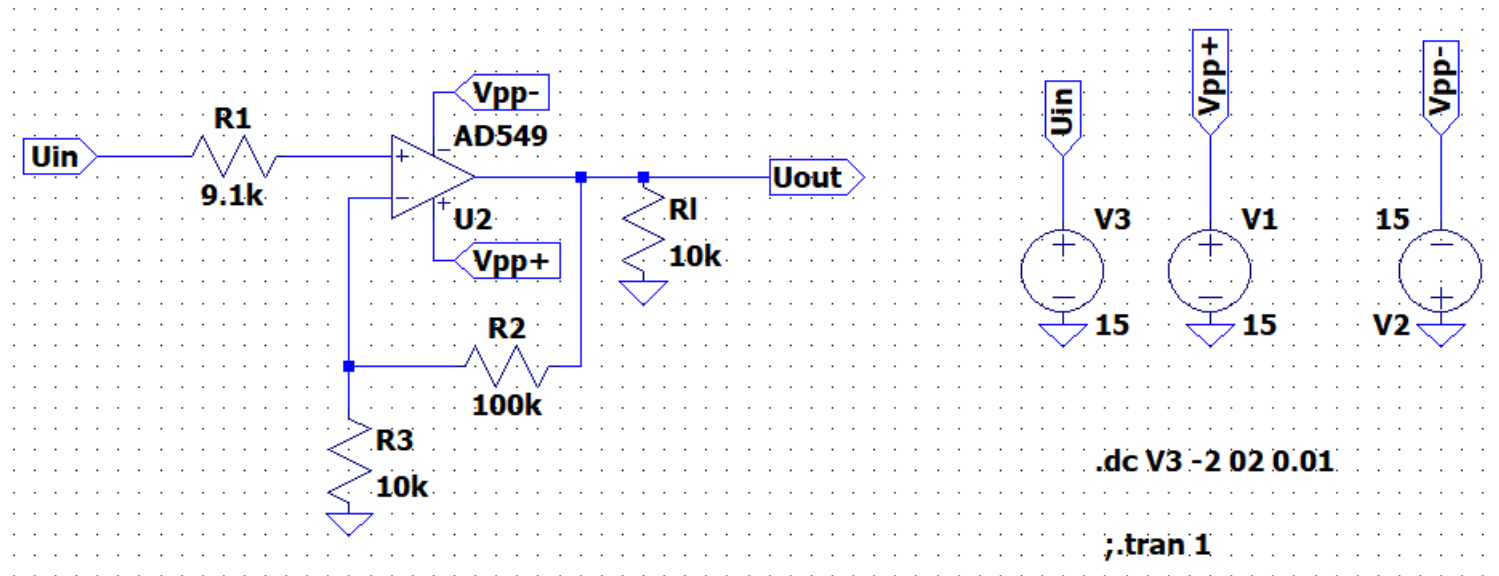 Uin
R1
9.1k
Vpp-
AD549
+
−
−
+
U2
Vpp+
Uout
Rl
10k
R2
100k
R3
10k
Uin
V3
+
−
15
Vpp+
V1
+
−
15
Vpp-
15
−
+
V2
.dc V3 -2 02 0.01
;.tran 1